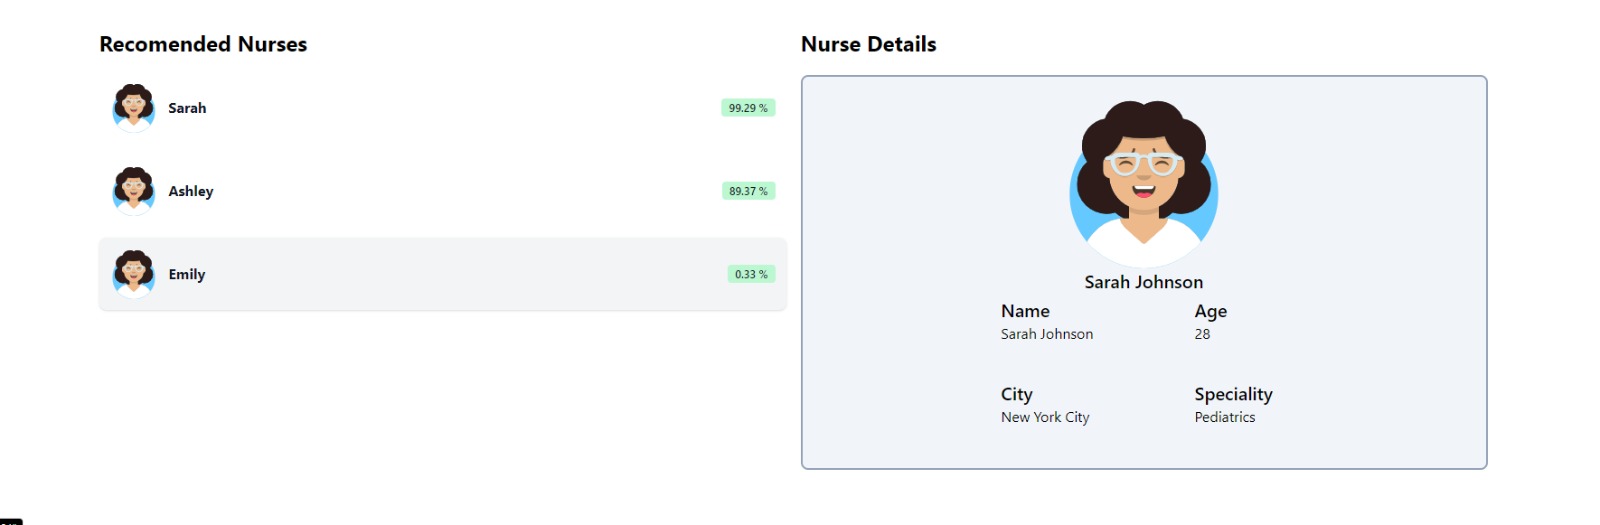 Recomended Nurses
Sarah
99.29 %
Ashley
89.37 %
Emily
0.33 %
Nurse Details
Sarah Johnson
Name
Age
Sarah Johnson
28
City
Speciality
New York City
Pediatrics